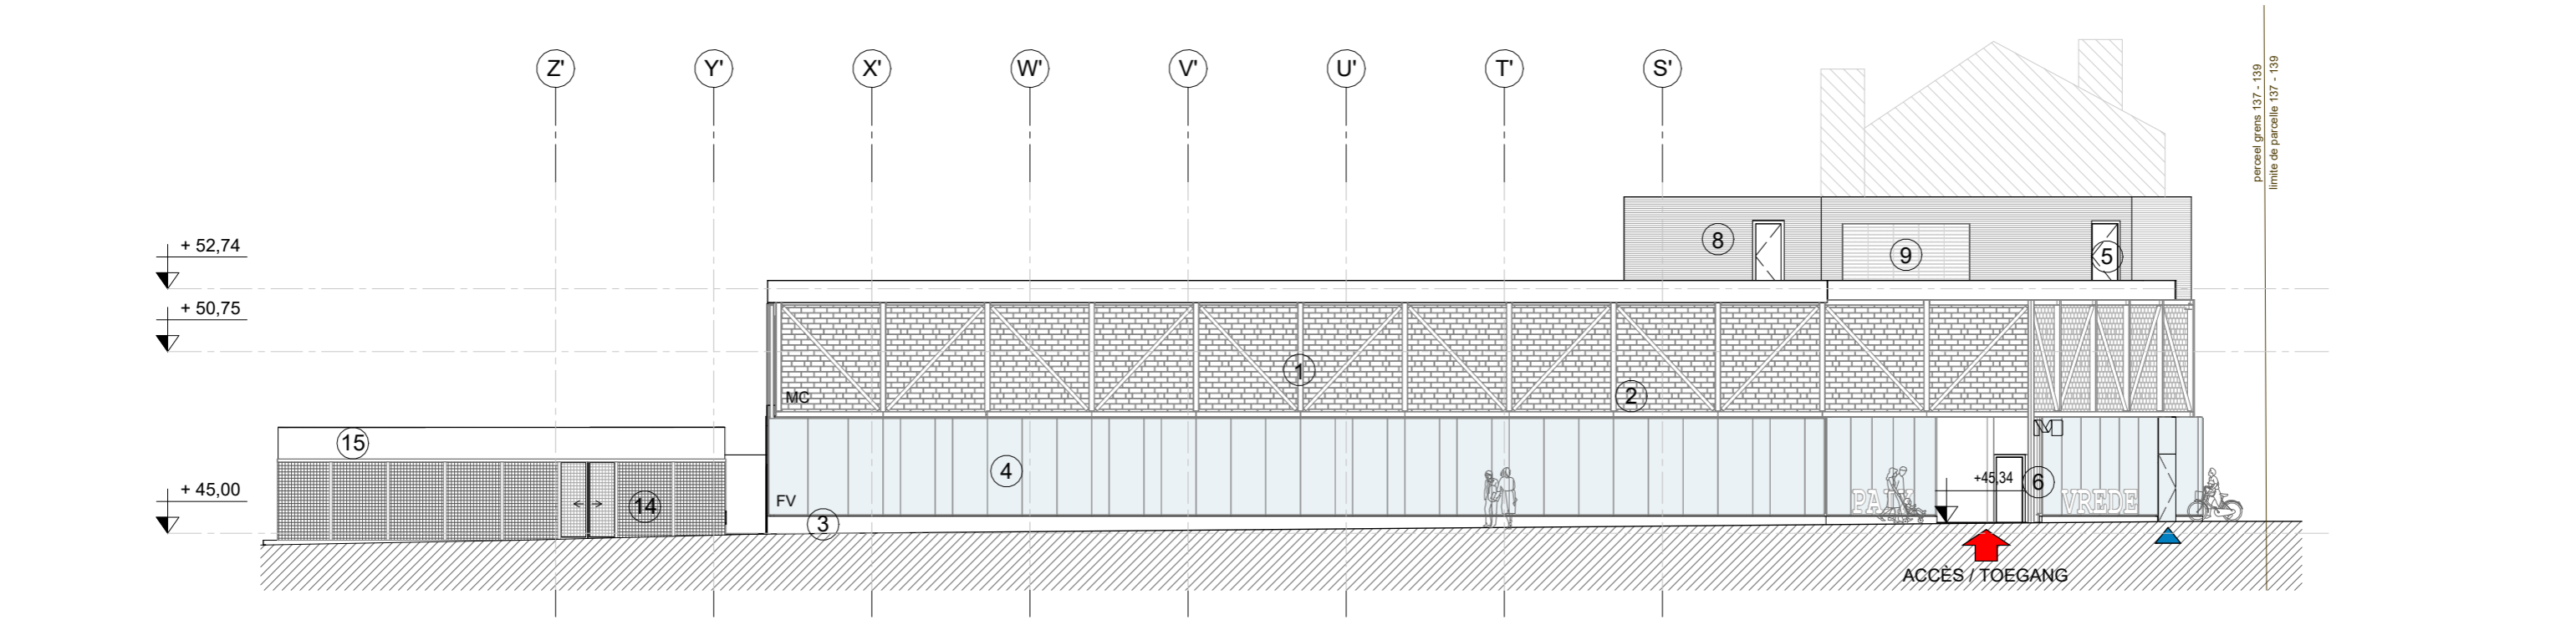 Z' Y' X' W' V' U' T' S'
perceel grens 137 - 139
limite de parcelle 137 - 139
+ 52,74
+ 50,75
+ 45,00
8
9
5
1
2
MC
15
14
4
FV
3
+45,34
6
PAIX
VREDE
ACCÈS / TOEGANG